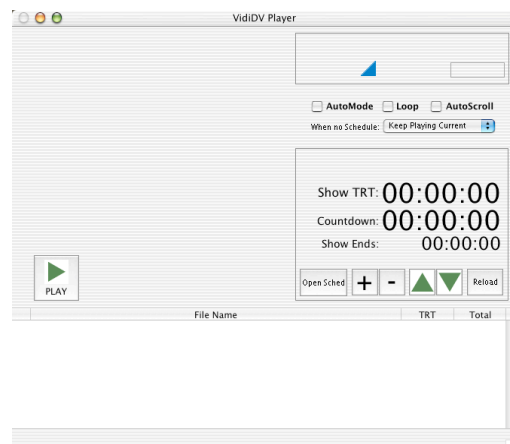 VidiDV Player
AutoMode Loop AutoScroll
When no Schedule: Keep Playing Current
Show TRT: 00:00:00
Countdown: 00:00:00
Show Ends: 00:00:00
PLAY
Open Sched + - Reload
File Name TRT Total